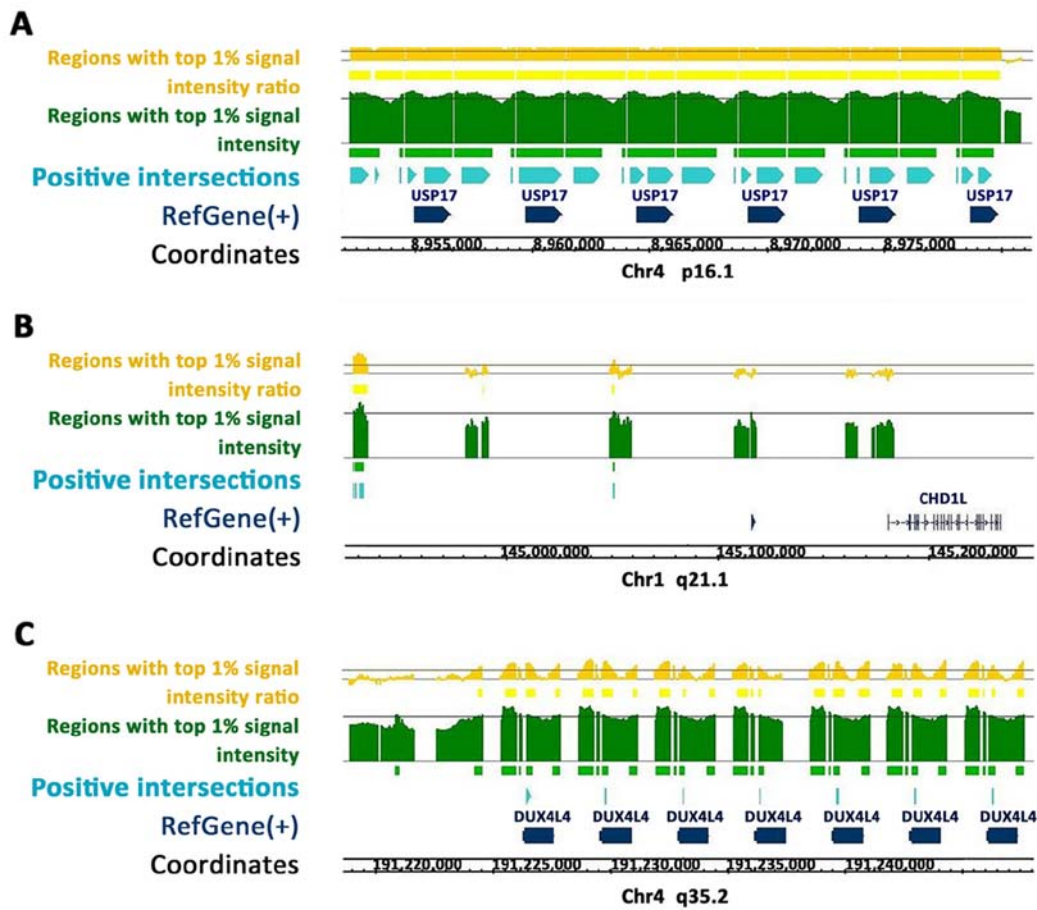 A
Regions with top 1% signal
intensity ratio
Regions with top 1% signal
intensity
Positive intersections
USP17 USP17 USP17 USP17 USP17 USP17
RefGene(+)
Coordinates
8,955,000 8,960,000 8,965,000 8,970,000 8,975,000
Chr4 p16.1
B
Regions with top 1% signal
intensity ratio
Regions with top 1% signal
intensity
Positive intersections
RefGene(+)
CHD1L
Coordinates
145,000,000 145,100,000 145,200,000
Chr1 q21.1
C
Regions with top 1% signal
intensity ratio
Regions with top 1% signal
intensity
Positive intersections
DUX4L4 DUX4L4 DUX4L4 DUX4L4 DUX4L4 DUX4L4 DUX4L4
RefGene(+)
Coordinates
191,220,000 191,225,000 191,230,000 191,235,000 191,240,000
Chr4 q35.2